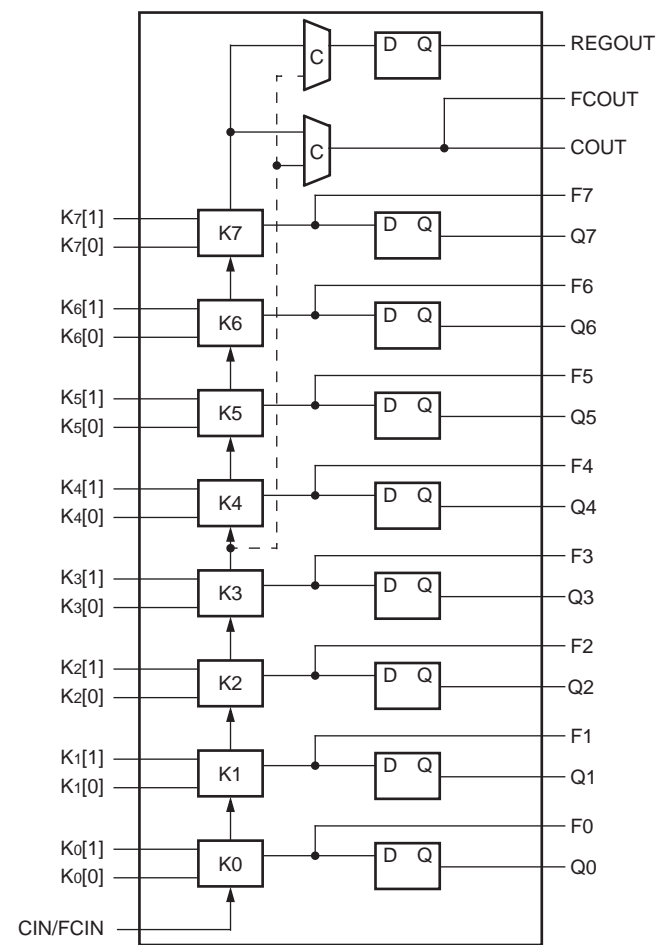 D Q
REGOUT
C
FCOUT
C
COUT
F7
K7[1]
K7[0]
K7
D Q
Q7
F6
K6[1]
K6[0]
K6
D Q
Q6
F5
K5[1]
K5[0]
K5
D Q
Q5
F4
K4[1]
K4[0]
K4
D Q
Q4
F3
K3[1]
K3[0]
K3
D Q
Q3
F2
K2[1]
K2[0]
K2
D Q
Q2
F1
K1[1]
K1[0]
K1
D Q
Q1
F0
K0[1]
K0[0]
K0
D Q
Q0
CIN/FCIN